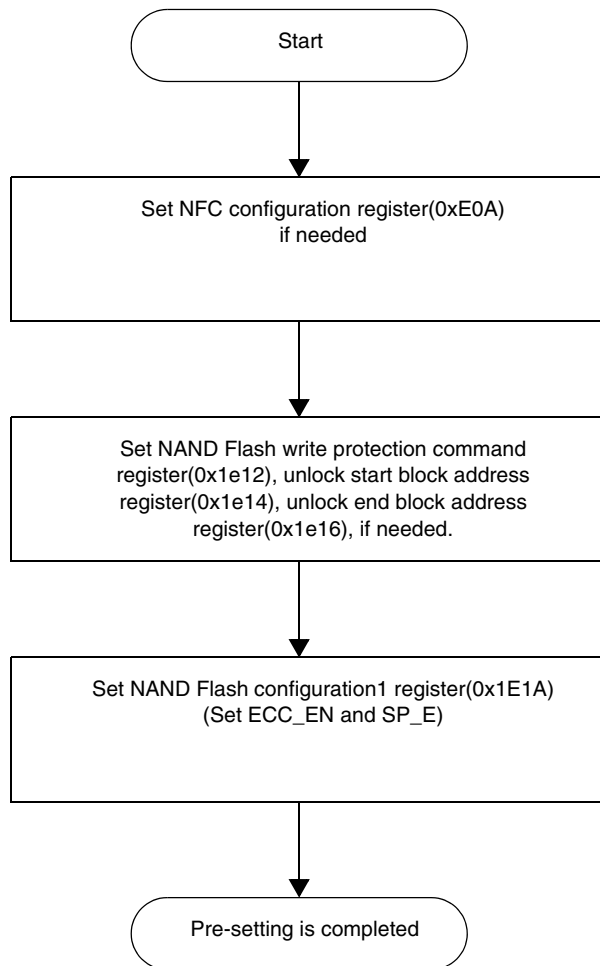 Start
Set NFC configuration register(0xE0A)
if needed
Set NAND Flash write protection command
register(0x1e12), unlock start block address
register(0x1e14), unlock end block address
register(0x1e16), if needed.
Set NAND Flash configuration1 register(0x1E1A)
(Set ECC_EN and SP_E)
Pre-setting is completed